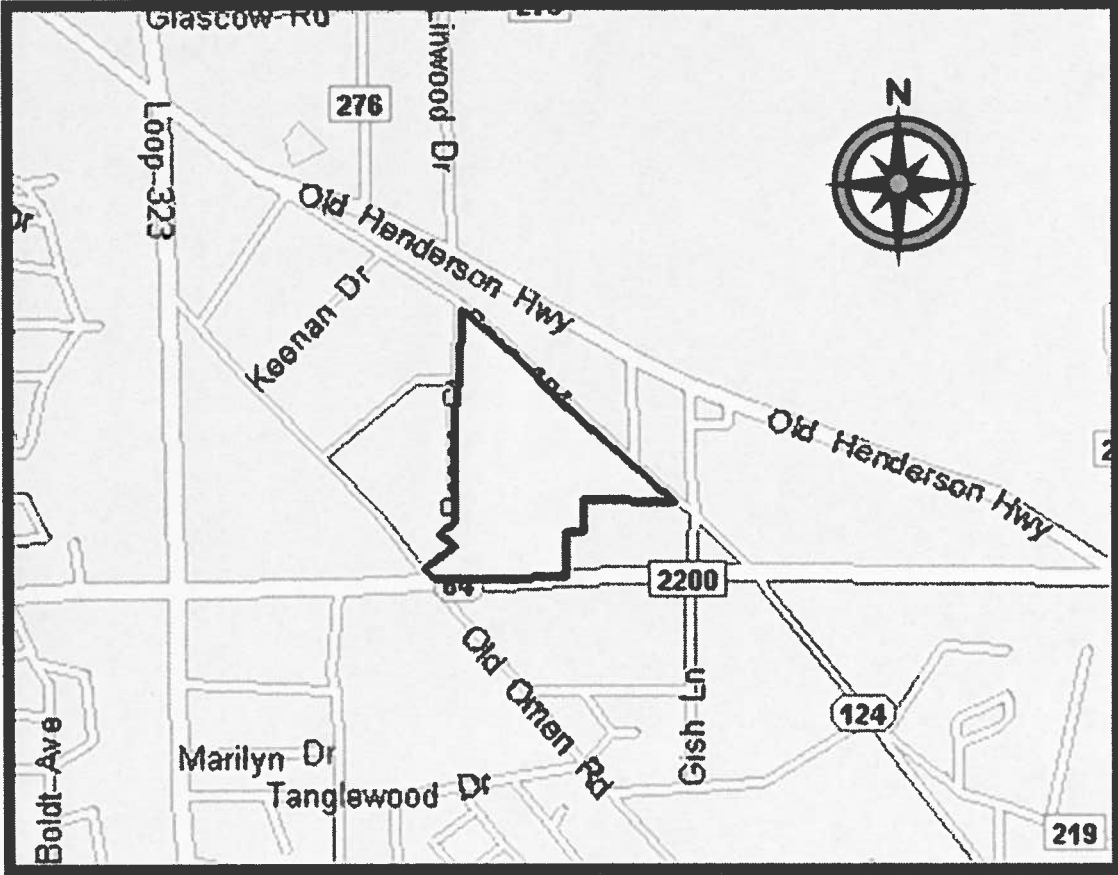 Glascow-Rd
276
Loop-323
N
Old Henderson Hwy
Keenan Dr
Dr
Old Henderson Hwy
64
2200
Old Omen Rd
Gish Ln
124
Marilyn Dr
Tanglewood Dr
Boldt-Ave
219